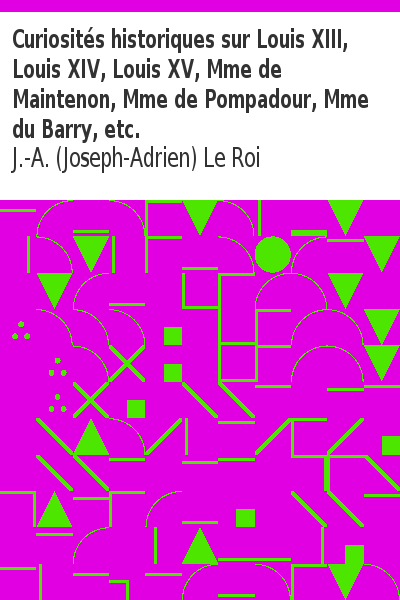 Curiosités historiques sur Louis XIII,
Louis XIV, Louis XV, Mme de
Maintenon, Mme de Pompadour, Mme
du Barry, etc.
J.-A. (Joseph-Adrien) Le Roi